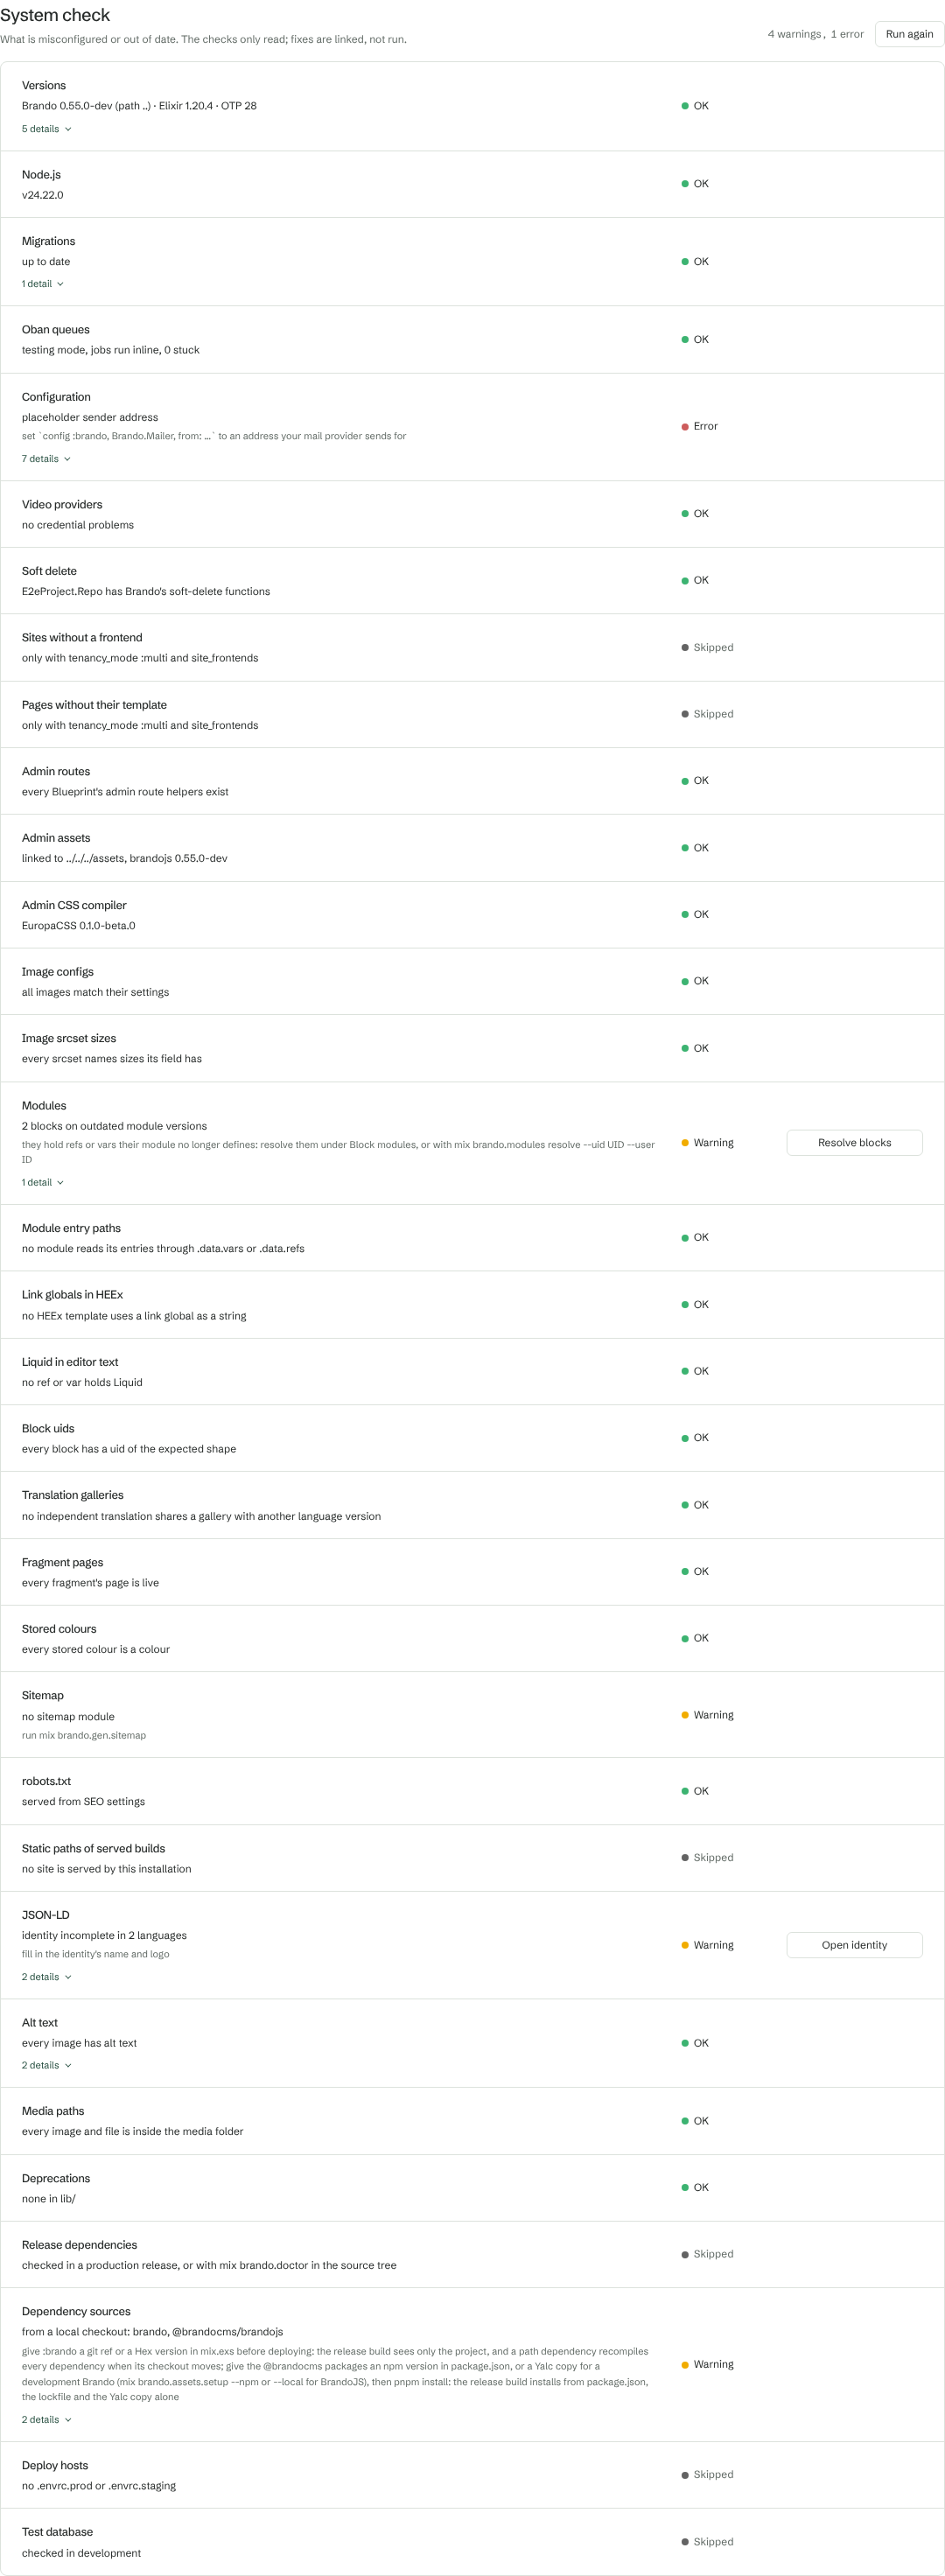 System check
What is misconfigured or out of date. The checks only read; fixes are linked, not run.
4 warnings, 1 error
Run again
Versions
Brando 0.55.0-dev (path ..) · Elixir 1.20.4 · OTP 28
OK
5 details
Node.js
v24.22.0
OK
Migrations
up to date
OK
1 detail
Oban queues
testing mode, jobs run inline, 0 stuck
OK
Configuration
placeholder sender address
set `config :brando, Brando.Mailer, from: ...` to an address your mail provider sends for
Error
7 details
Video providers
no credential problems
OK
Soft delete
E2eProject.Repo has Brando's soft-delete functions
OK
Sites without a frontend
only with tenancy_mode :multi and site_frontends
Skipped
Pages without their template
only with tenancy_mode :multi and site_frontends
Skipped
Admin routes
every Blueprint's admin route helpers exist
OK
Admin assets
linked to ../../../assets, brandojs 0.55.0-dev
OK
Admin CSS compiler
EuropaCSS 0.1.0-beta.0
OK
Image configs
all images match their settings
OK
Image srcset sizes
every srcset names sizes its field has
OK
Modules
2 blocks on outdated module versions
they hold refs or vars their module no longer defines: resolve them under Block modules, or with mix brando.modules resolve --uid UID --user
ID
Warning
Resolve blocks
1 detail
Module entry paths
no module reads its entries through .data.vars or .data.refs
OK
Link globals in HEEx
no HEEx template uses a link global as a string
OK
Liquid in editor text
no ref or var holds Liquid
OK
Block uids
every block has a uid of the expected shape
OK
Translation galleries
no independent translation shares a gallery with another language version
OK
Fragment pages
every fragment's page is live
OK
Stored colours
every stored colour is a colour
OK
Sitemap
no sitemap module
run mix brando.gen.sitemap
Warning
robots.txt
served from SEO settings
OK
Static paths of served builds
no site is served by this installation
Skipped
JSON-LD
identity incomplete in 2 languages
fill in the identity's name and logo
Warning
Open identity
2 details
Alt text
every image has alt text
OK
2 details
Media paths
every image and file is inside the media folder
OK
Deprecations
none in lib/
OK
Release dependencies
checked in a production release, or with mix brando.doctor in the source tree
Skipped
Dependency sources
from a local checkout: brando, @brandocms/brandojs
give :brando a git ref or a Hex version in mix.exs before deploying: the release build sees only the project, and a path dependency recompiles
every dependency when its checkout moves; give the @brandocms packages an npm version in package.json, or a Yalc copy for a
development Brando (mix brando.assets.setup --npm or --local for BrandoJS), then pnpm install: the release build installs from package.json,
the lockfile and the Yalc copy alone
Warning
2 details
Deploy hosts
no .envrc.prod or .envrc.staging
Skipped
Test database
checked in development
Skipped